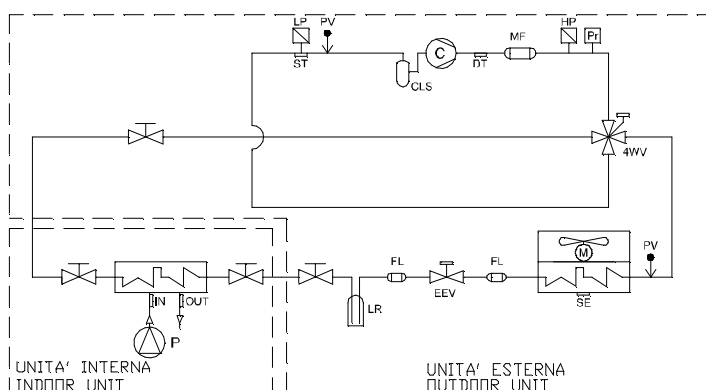 LP PV HP
Pr
MF
ST C DT
CLS
4WV
PV
FL FL M
IN OUT LR EEV SE
P
UNITA' INTERNA
INDOOR UNIT
UNITA' ESTERNA
OUTDOOR UNIT